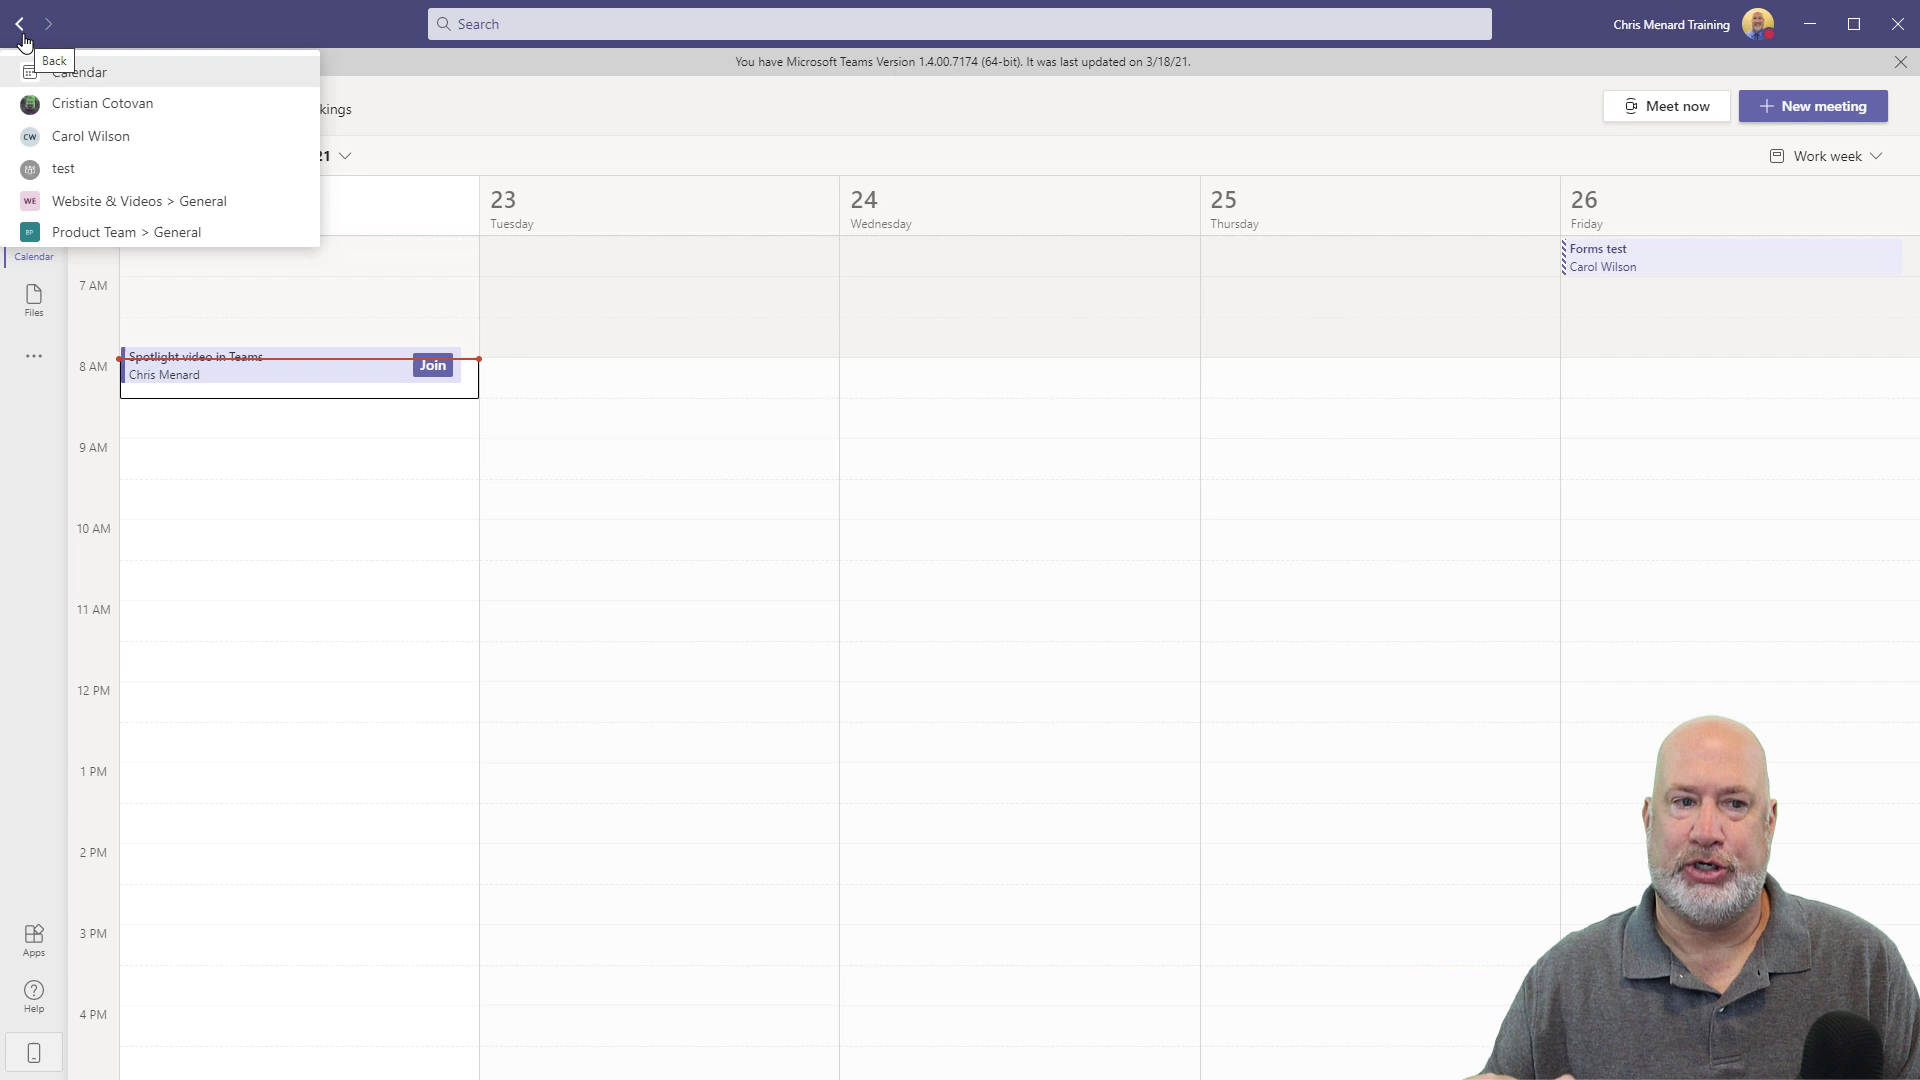 Search
Chris Menard Training
Back
Calendar
You have Microsoft Teams Version 1.4.00.7174 (64-bit). It was last updated on 3/18/21.
Cristian Cotovan
kings
Meet now
New meeting
CW Carol Wilson
21
Work week
test
WE Website & Videos > General
BP Product Team > General
23
Tuesday
24
Wednesday
25
Thursday
26
Friday
Calendar
Forms test
Carol Wilson
7 AM
Files
8 AM
Spotlight video in Teams
Chris Menard
Join
9 AM
10 AM
11 AM
12 PM
1 PM
2 PM
3 PM
Apps
Help
4 PM